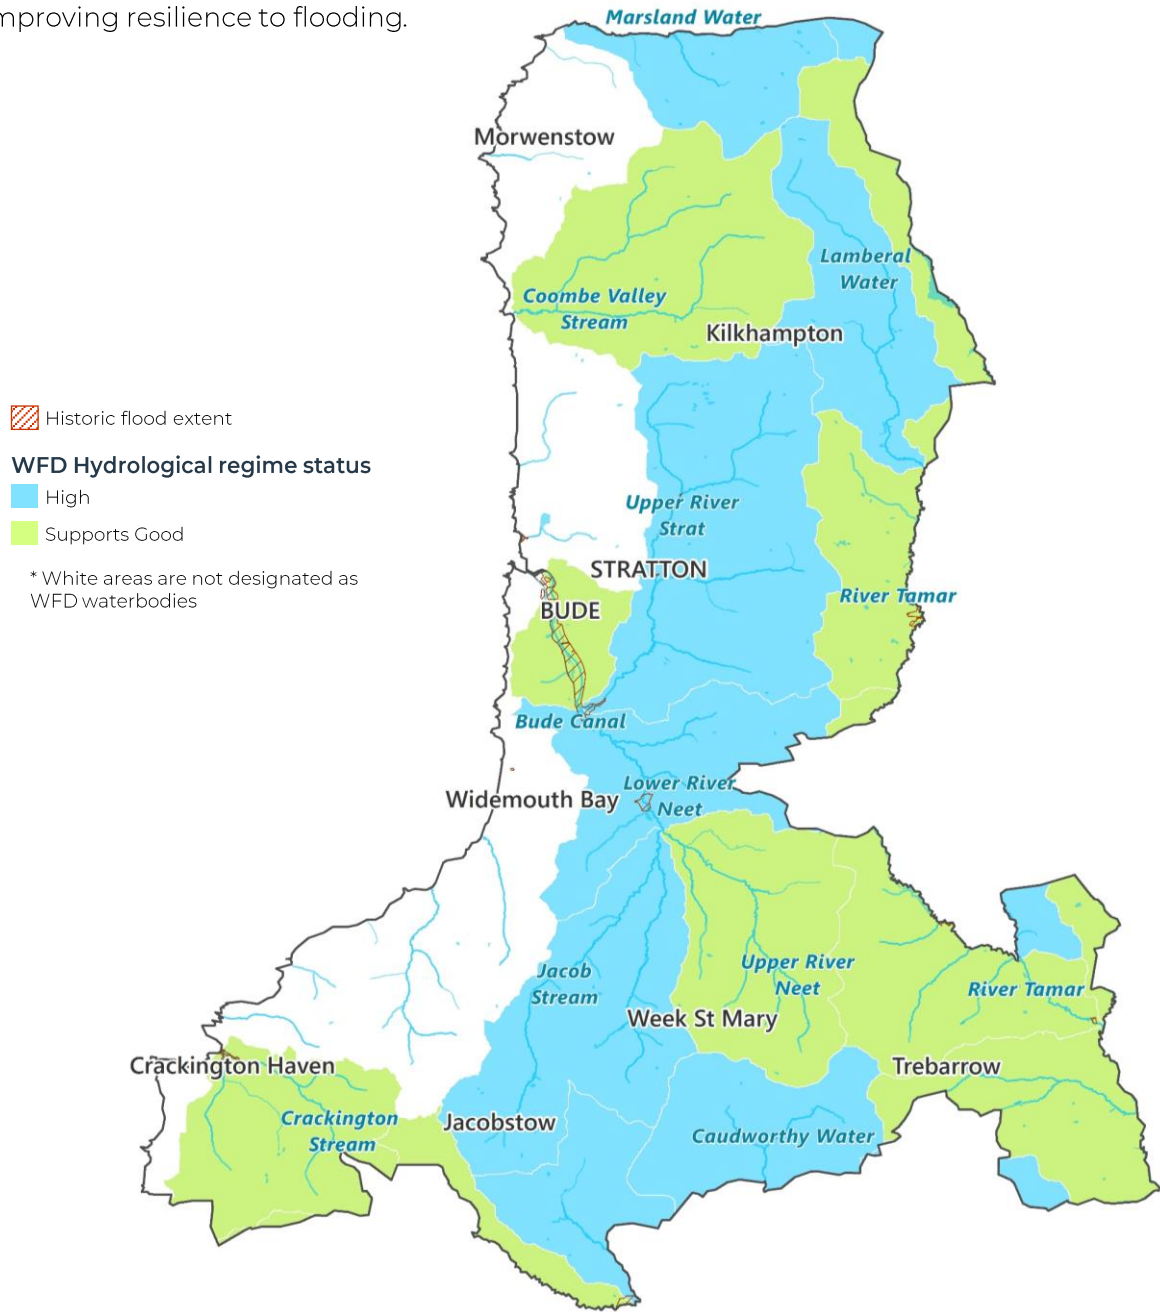 mproving resilience to flooding.
Marsland Water
Morwenstow
Lamberal
Water
Coombe Valley
Stream
Kilkhampton
Historic flood extent
WFD Hydrological regime status
High
Supports Good
* White areas are not designated as
WFD waterbodies
Upper River
Strat
STRATTON
BUDE
River Tamar
Bude Canal
Lower River
Neet
Widemouth Bay
Jacob
Stream
Upper River
Neet
River Tamar
Week St Mary
Crackington Haven
Trebarrow
Crackington
Stream
Jacobstow
Caudworthy Water